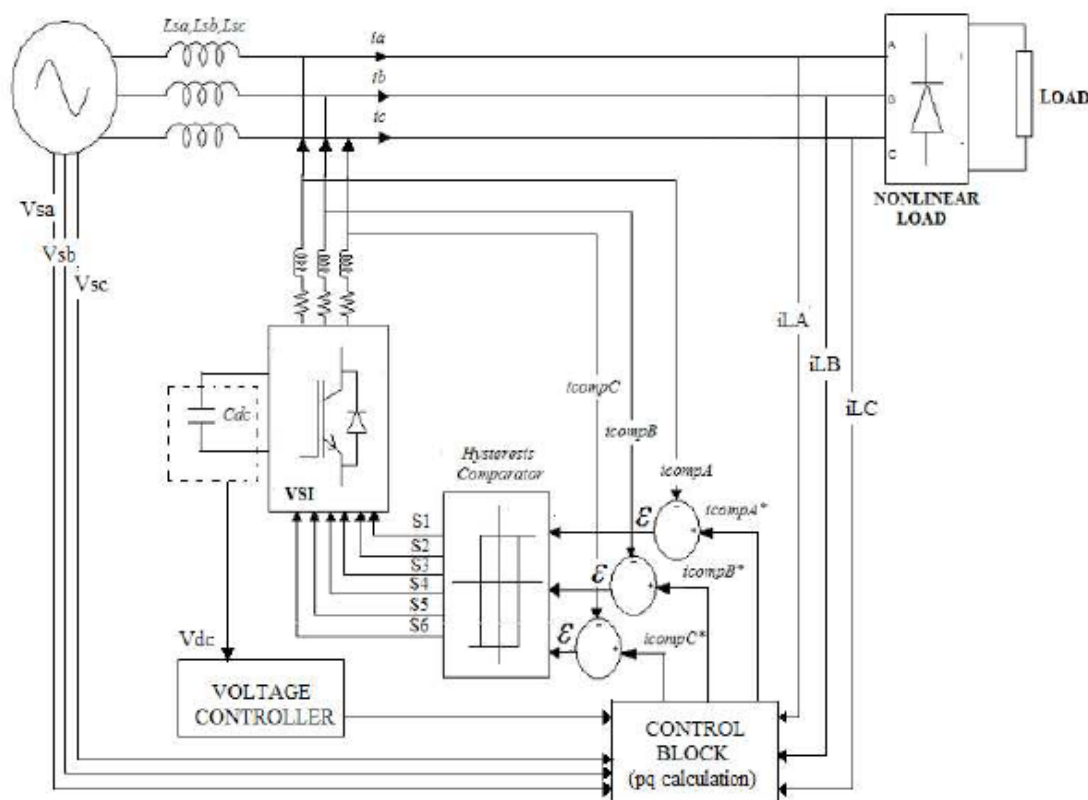 Lsa,Lsb,Lsc
ia
ib
ic
A
B
C
LOAD
NONLINEAR
LOAD
Vsa
Vsb
Vsc
iLA
iLB
iLC
icompC
icompB
icompA
Cdc
VSI
Hysteresis
Comparator
S1
S2
S3
S4
S5
S6
ε
ε
ε
-
+
-
+
-
+
icompA*
icompB*
icompC*
Vdc
VOLTAGE
CONTROLLER
CONTROL
BLOCK
(pq calculation)